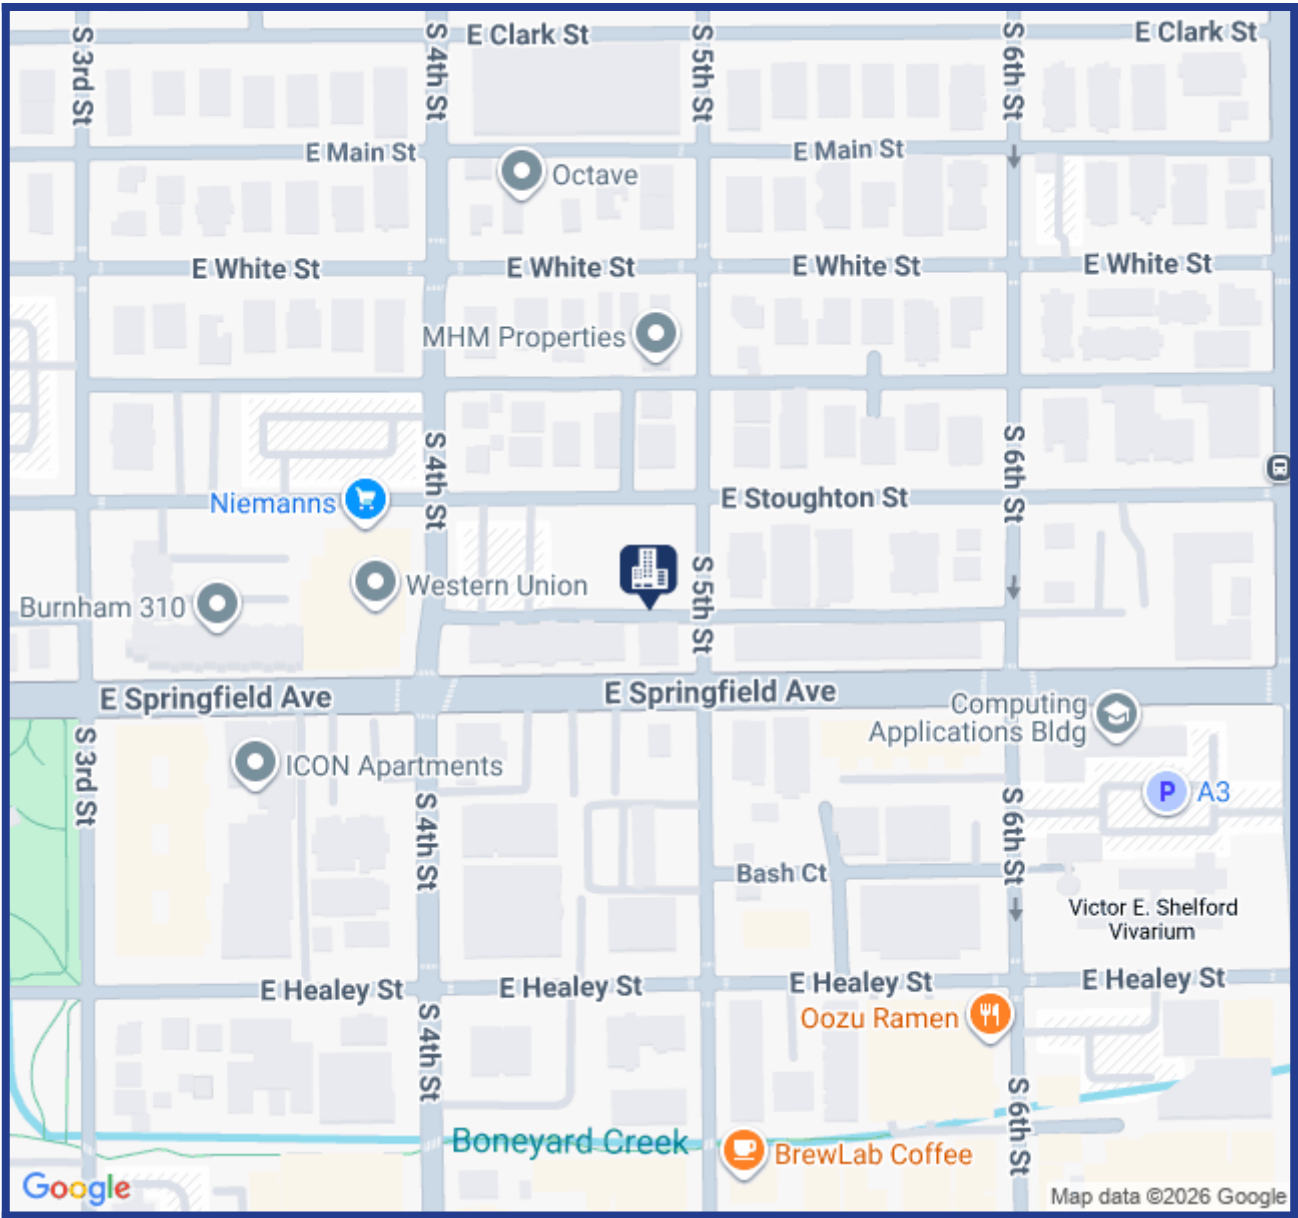 E Clark St
E Clark St
S 3rd St
S 4th St
S 5th St
S 6th St
E Main St
E Main St
Octave
E White St
E White St
E White St
E White St
MHM Properties
S 4th St
S 6th St
Niemanns
E Stoughton St
Western Union
S 5th St
Burnham 310
E Springfield Ave
E Springfield Ave
Computing
Applications Bldg
S 3rd St
ICON Apartments
S 4th St
S 6th St
P
A3
Bash Ct
Victor E. Shelford
Vivarium
E Healey St
E Healey St
E Healey St
E Healey St
Oozu Ramen
S 4th St
S 6th St
Boneyard Creek
BrewLab Coffee
Google
Map data ©2026 Google